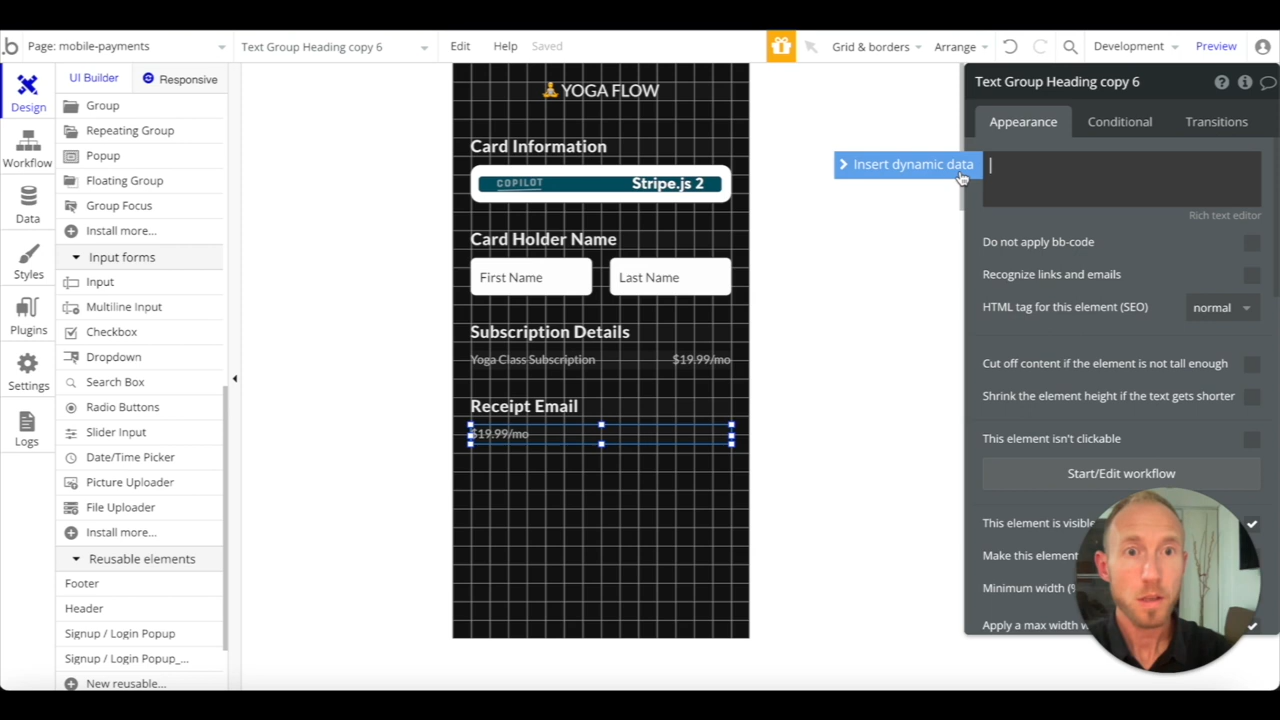 .b
Page: mobile-payments
Text Group Heading copy 6
Edit
Help
Saved
Grid & borders
Arrange
Development
Preview
Design
Workflow
Data
Styles
Plugins
Settings
Logs
UI Builder
Responsive
Group
Repeating Group
Popup
Floating Group
Group Focus
Install more...
Input forms
Input
Multiline Input
Checkbox
Dropdown
Search Box
Radio Buttons
Slider Input
Date/Time Picker
Picture Uploader
File Uploader
Install more...
Reusable elements
Footer
Header
Signup / Login Popup
Signup / Login Popup_...
New reusable...
YOGA FLOW
Card Information
COPILOT Stripe.js 2
Card Holder Name
First Name Last Name
Subscription Details
Yoga Class Subscription $19.99/mo
Receipt Email
$19.99/mo
Insert dynamic data
Text Group Heading copy 6
Appearance
Conditional
Transitions
Rich text editor
Do not apply bb-code
Recognize links and emails
HTML tag for this element (SEO) normal
Cut off content if the element is not tall enough
Shrink the element height if the text gets shorter
This element isn't clickable
Start/Edit workflow
This element is visible
Make this element
Minimum width (%
Apply a max width w